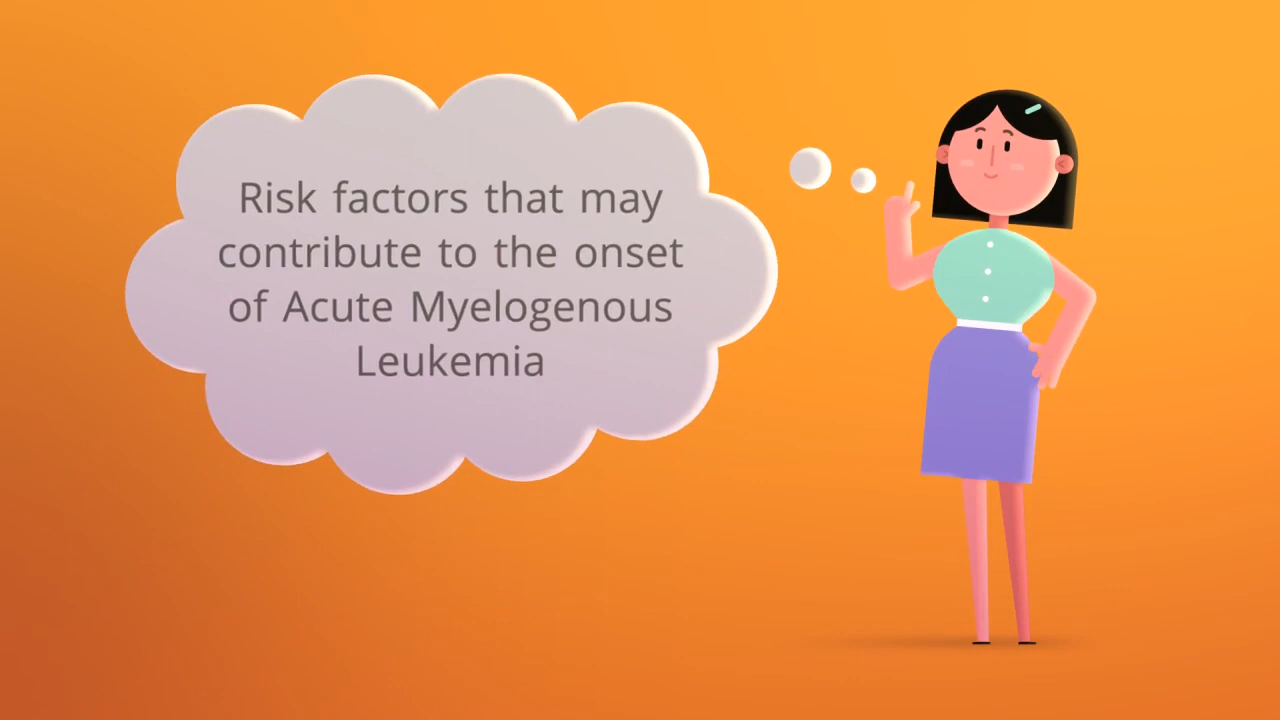 Risk factors that may
contribute to the onset
of Acute Myelogenous
Leukemia